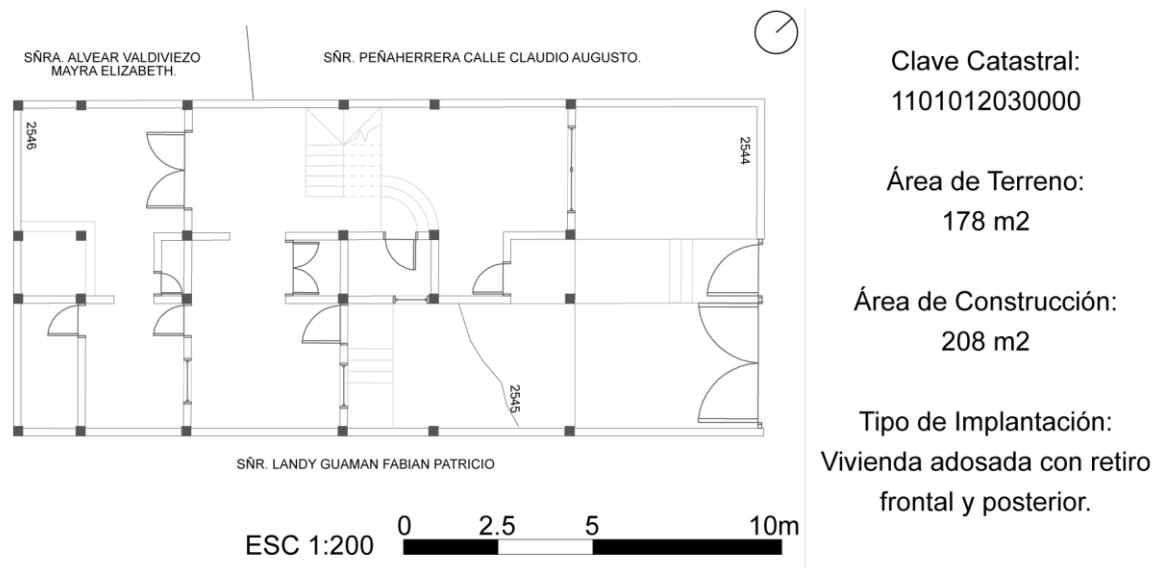 SÑRA. ALVEAR VALDIVIEZO
MAYRA ELIZABETH.
SÑR. PEÑAHERRERA CALLE CLAUDIO AUGUSTO.
2546
2544
2545
SÑR. LANDY GUAMAN FABIAN PATRICIO
ESC 1:200
0 2.5 5 10m
Clave Catastral:
1101012030000
Área de Terreno:
178 m2
Área de Construcción:
208 m2
Tipo de Implantación:
Vivienda adosada con retiro
frontal y posterior.